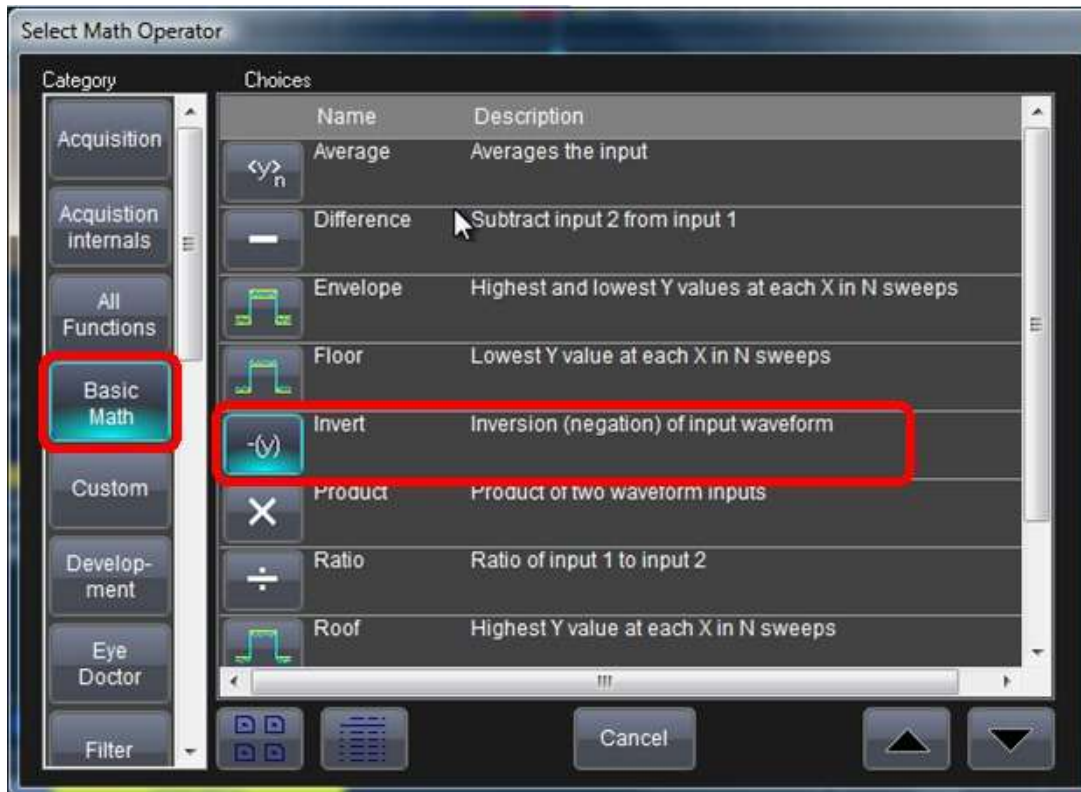 Select Math Operator
Category
Choices
Acquisition
Acquistion
internals
All
Functions
Basic
Math
Custom
Develop-
ment
Eye
Doctor
Filter
Name Description
<y>n Average Averages the input
Difference Subtract input 2 from input 1
Envelope Highest and lowest Y values at each X in N sweeps
Floor Lowest Y value at each X in N sweeps
-(y) Invert Inversion (negation) of input waveform
Product Product of two waveform inputs
Ratio Ratio of input 1 to input 2
Roof Highest Y value at each X in N sweeps
Cancel